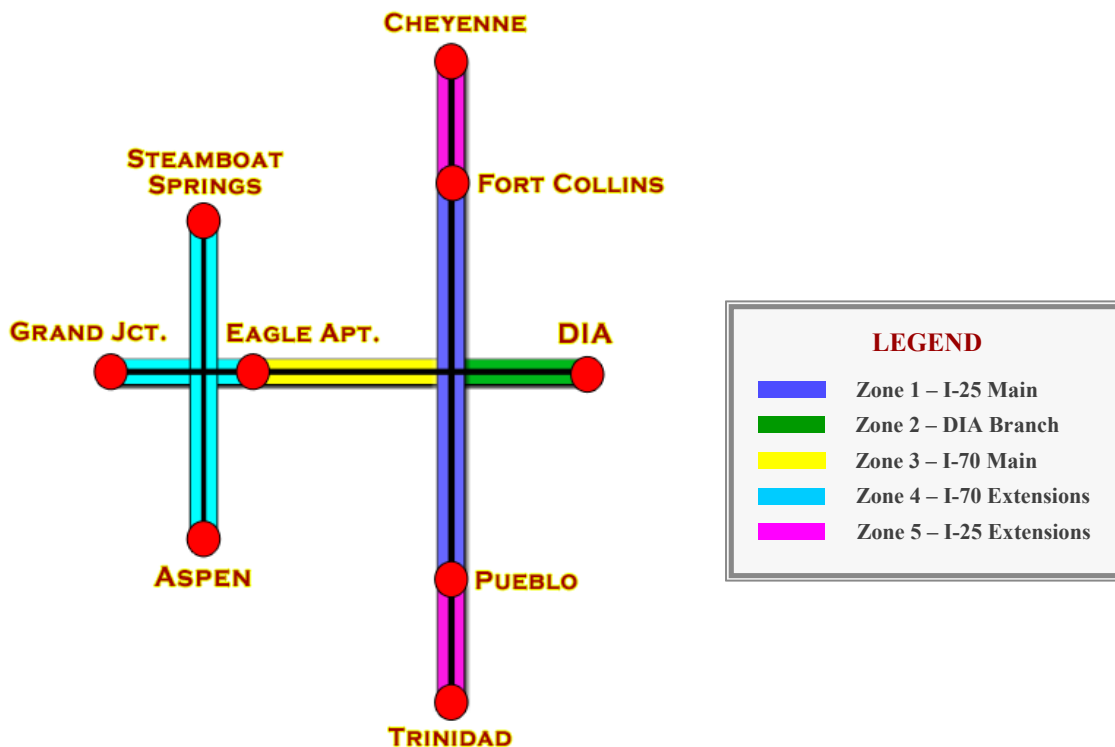 CHEYENNE
STEAMBOAT
SPRINGS
FORT COLLINS
GRAND JCT.
EAGLE APT.
DIA
ASPEN
PUEBLO
TRINIDAD
LEGEND
Zone 1 – I-25 Main
Zone 2 – DIA Branch
Zone 3 – I-70 Main
Zone 4 – I-70 Extensions
Zone 5 – I-25 Extensions